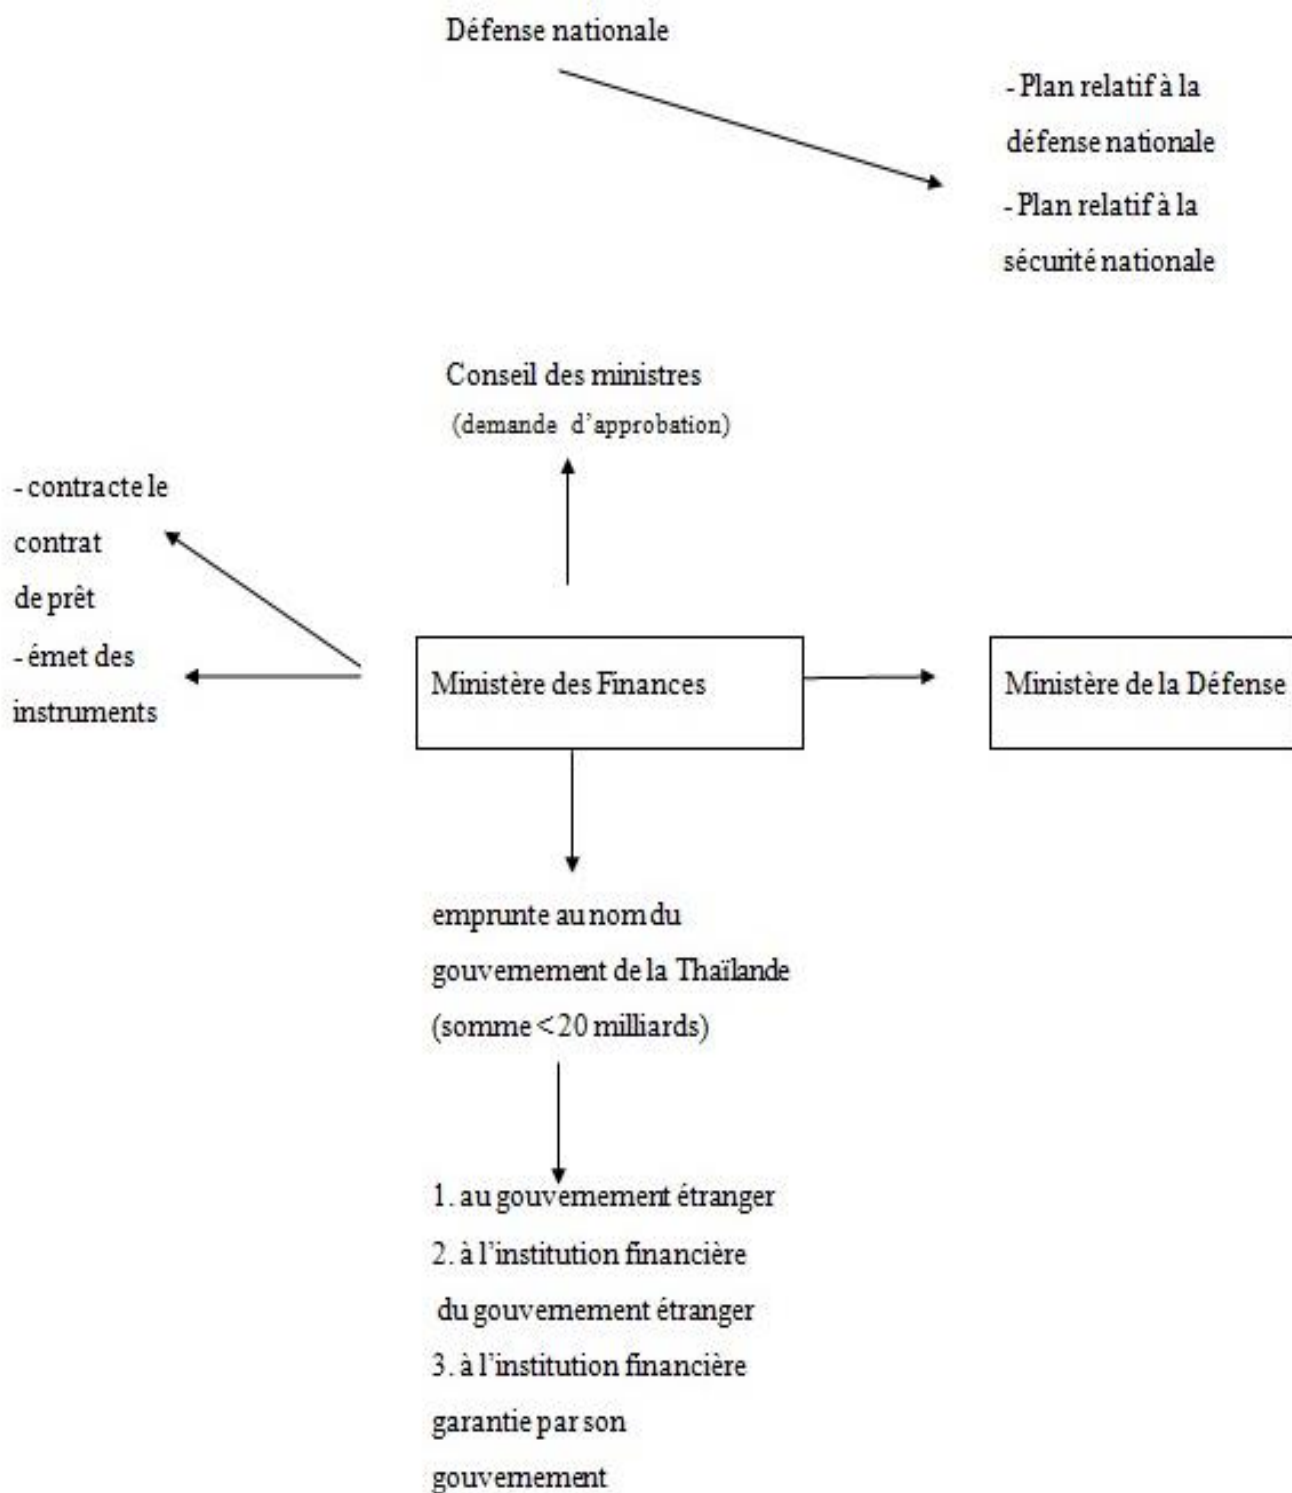 Défense nationale
- Plan relatif à la
défense nationale
- Plan relatif à la
sécurité nationale
Conseil des ministres
(demande d’approbation)
- contracte le
contrat
de prêt
- émet des
instruments
Ministère des Finances
Ministère de la Défense
emprunte au nom du
gouvernement de la Thaïlande
(somme <20 milliards)
1. au gouvernement étranger
2. à l’institution financière
du gouvernement étranger
3. à l’institution financière
garantie par son
gouvernement